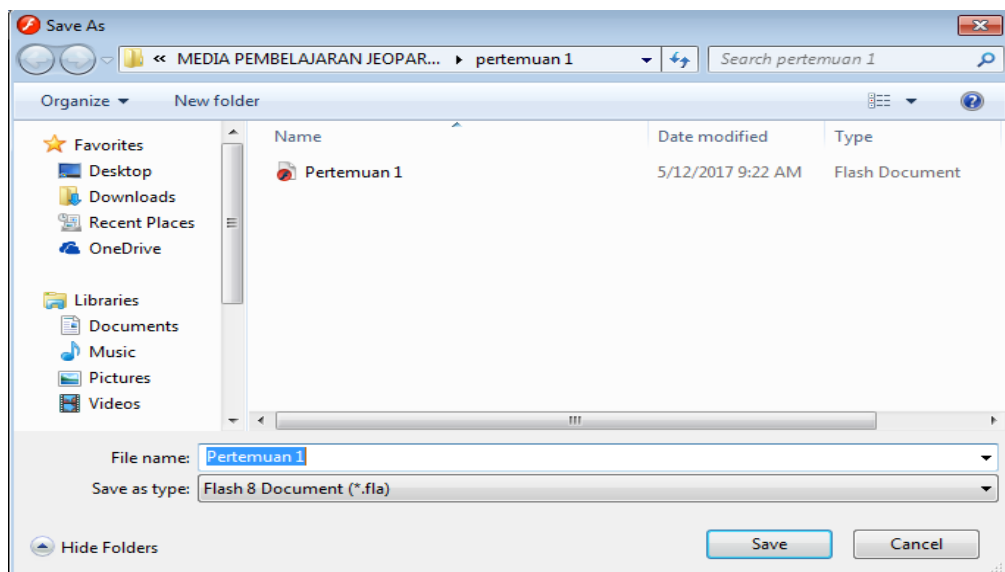 Save As
« MEDIA PEMBELAJARAN JEOPAR... ▸ pertemuan 1
Search pertemuan 1
Organize
New folder
Name Date modified Type
Favorites
Desktop
Downloads
Recent Places
OneDrive
Libraries
Documents
Music
Pictures
Videos
Pertemuan 1 5/12/2017 9:22 AM Flash Document
File name: Pertemuan 1
Save as type: Flash 8 Document (*.fla)
Hide Folders
Save
Cancel